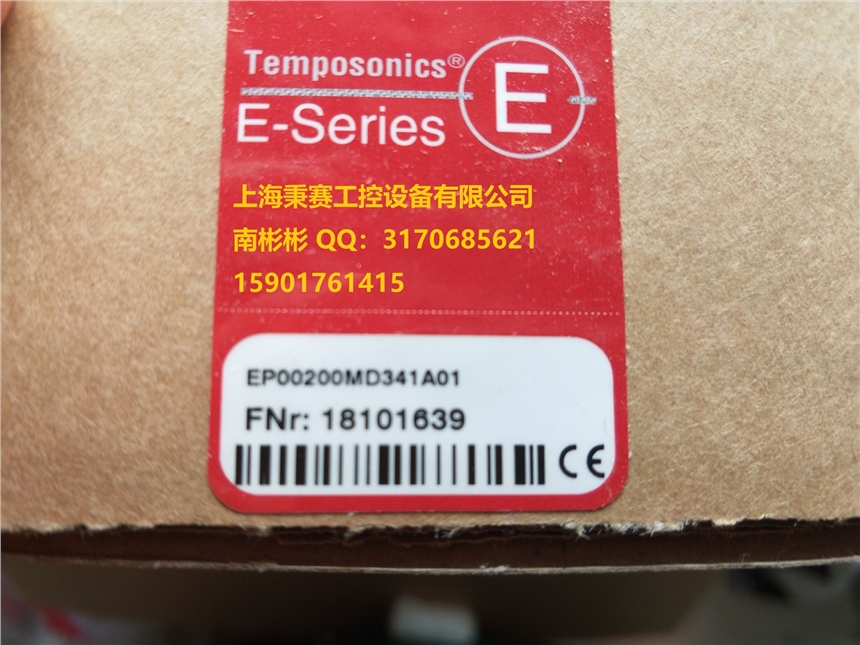 Temposonics®
E
E-Series
上海秉赛工控设备有限公司
南彬彬 QQ：3170685621
15901761415
EP00200MD341A01
FNr: 18101639
CE